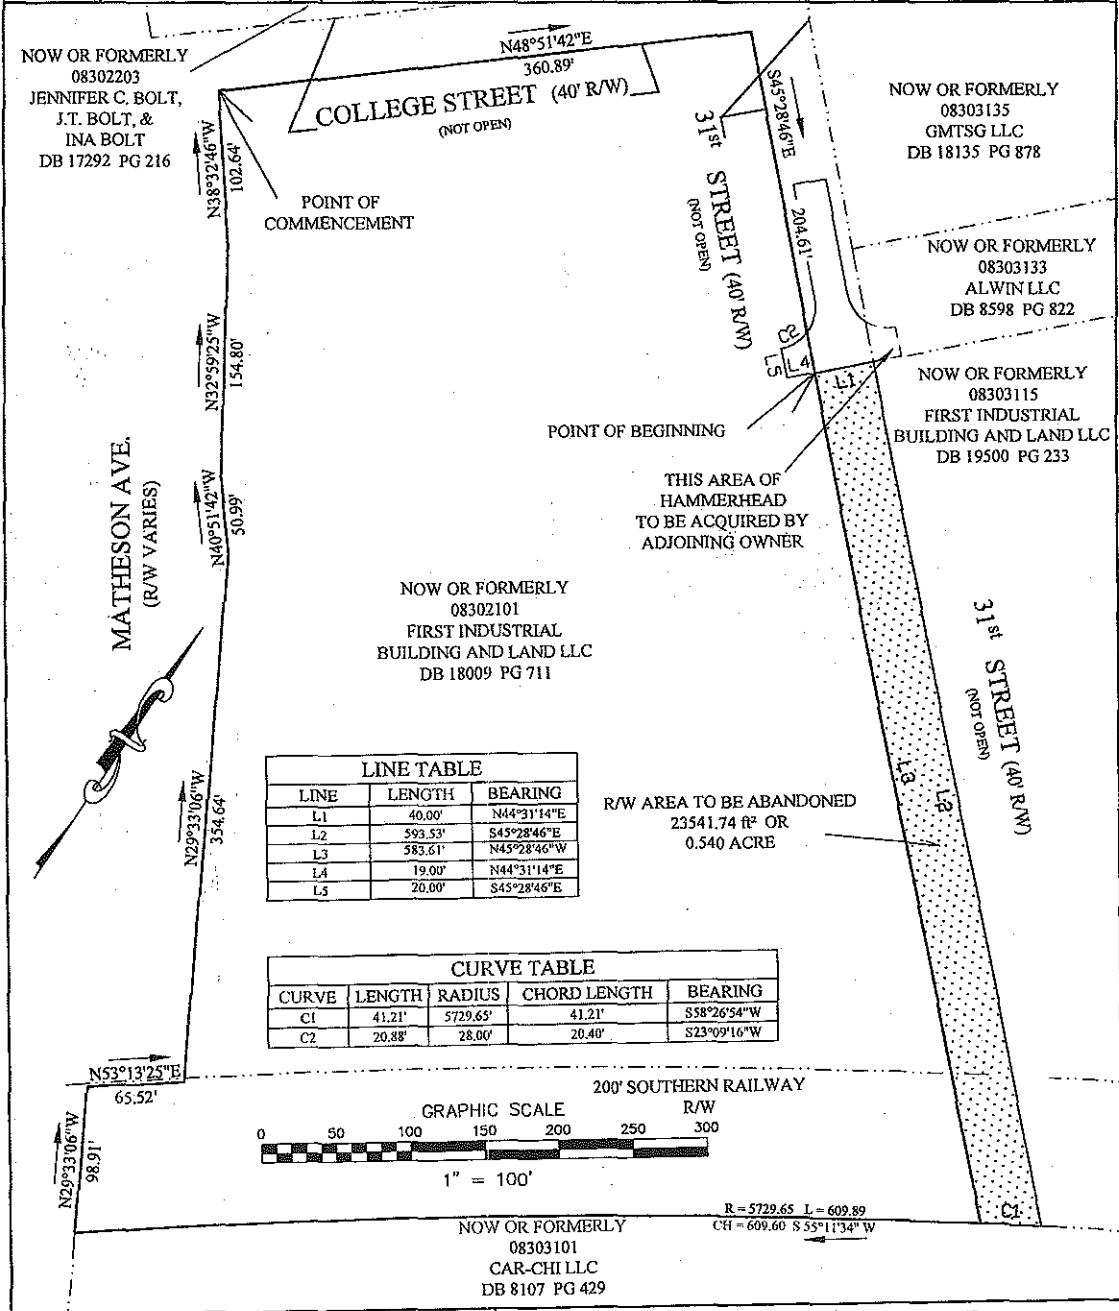 NOW OR FORMERLY
08302203
JENNIFER C. BOLT,
J.T. BOLT, &
INA BOLT
DB 17292 PG 216
N48°51'42"E
360.89'
COLLEGE STREET (40' R/W)
(NOT OPEN)
S45°28'46"E
204.61'
31st STREET (40' R/W)
(NOT OPEN)
NOW OR FORMERLY
08303135
GMTSG LLC
DB 18135 PG 878
N38°32'46"W
102.64'
POINT OF
COMMENCEMENT
NOW OR FORMERLY
08303133
ALWIN LLC
DB 8598 PG 822
N32°59'25"W
154.80'
C2
L5
L4
L1
NOW OR FORMERLY
08303115
FIRST INDUSTRIAL
BUILDING AND LAND LLC
DB 19500 PG 233
POINT OF BEGINNING
THIS AREA OF
HAMMERHEAD
TO BE ACQUIRED BY
ADJOINING OWNER
MATHESON AVE.
(R/W VARIES)
N40°51'42"W
50.99'
NOW OR FORMERLY
08302101
FIRST INDUSTRIAL
BUILDING AND LAND LLC
DB 18009 PG 711
31st STREET (40' R/W)
(NOT OPEN)
L3
L2
N29°33'06"W
354.64'
LINE TABLE
LINE LENGTH BEARING
L1 40.00' N44°31'14"E
L2 593.53' S45°28'46"E
L3 583.61' N45°28'46"W
L4 19.00' N44°31'14"E
L5 20.00' S45°28'46"E
R/W AREA TO BE ABANDONED
23541.74 ft² OR
0.540 ACRE
CURVE TABLE
CURVE LENGTH RADIUS CHORD LENGTH BEARING
C1 41.21' 5729.65' 41.21' S58°26'54"W
C2 20.88' 28.00' 20.40' S23°09'16"W
N53°13'25"E
65.52'
200' SOUTHERN RAILWAY
R/W
GRAPHIC SCALE
0 50 100 150 200 250 300
1" = 100'
N29°33'06"W
98.91'
R = 5729.65 L = 609.89
CH = 609.60 S 55°11'34" W
C1
NOW OR FORMERLY
08303101
CAR-CHI LLC
DB 8107 PG 429